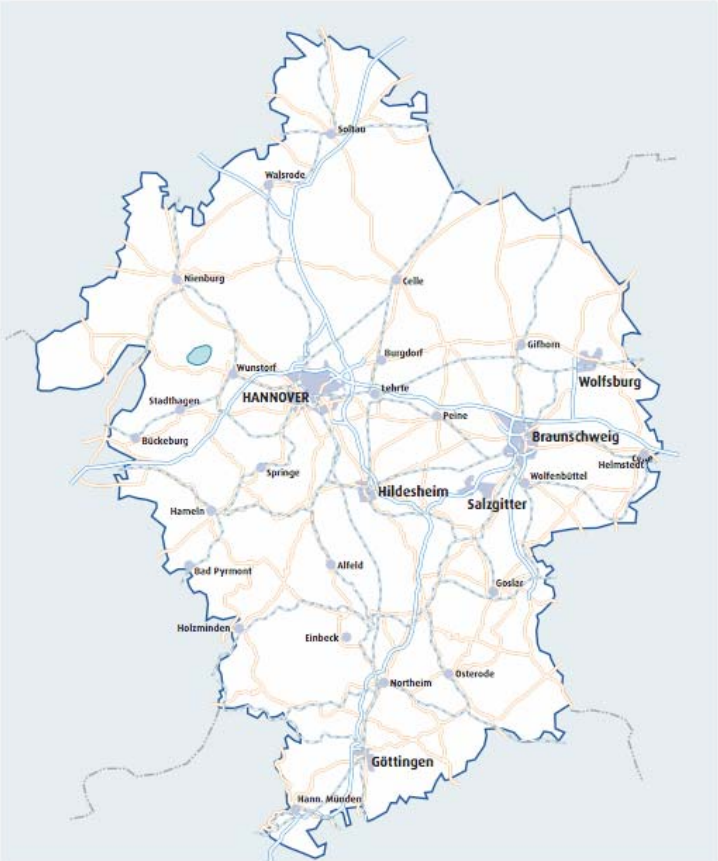 Soltau
Walsrode
Nienburg
Celle
Gifhorn
Burgdorf
Wunstorf
Wolfsburg
Lehrte
HANNOVER
Stadthagen
Peine
Braunschweig
Bückeburg
Helmstedt
Springe
Wolfenbüttel
Hildesheim
Salzgitter
Hameln
Alfeld
Bad Pyrmont
Goslar
Holzminden
Einbeck
Osterode
Northeim
Göttingen
Hann. Münden